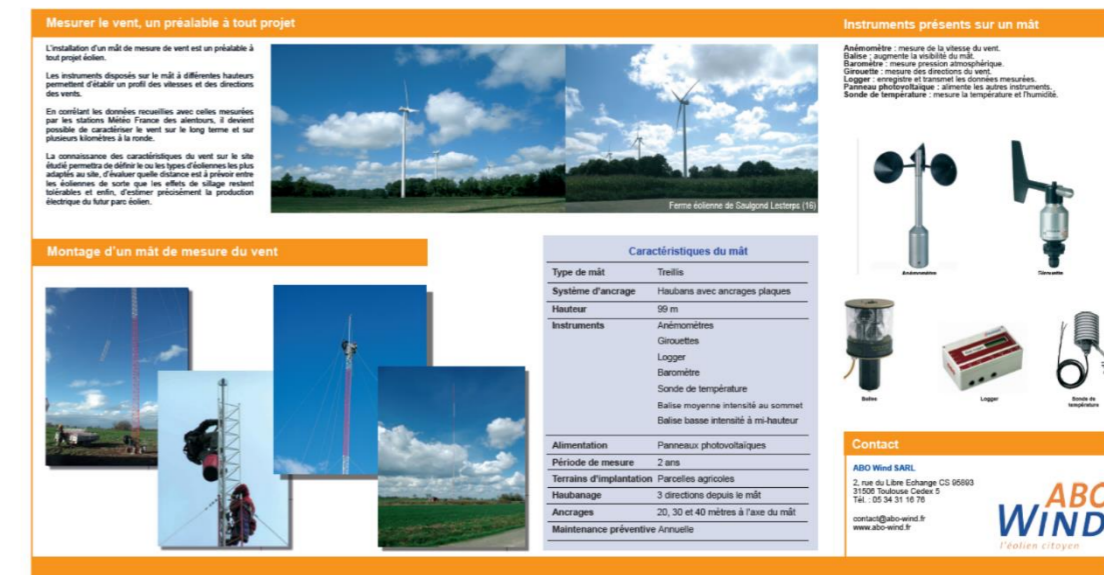 Mesurer le vent, un préalable à tout projet
L'installation d'un mât de mesure de vent est un préalable à
tout projet éolien.
Les instruments disposés sur le mât à différentes hauteurs
permettent d'établir un profil des vitesses et des directions
des vents.
En corrélant les données recueillies avec celles mesurées
par les stations Météo France des alentours, il devient
possible de caractériser le vent sur le long terme et sur
plusieurs kilomètres à la ronde.
La connaissance des caractéristiques du vent sur le site
étudié permettra de définir le ou les types d'éoliennes les plus
adaptés au site, d'évaluer quelle distance est à prévoir entre
les éoliennes de sorte que les effets de sillage restent
tolérables et enfin, d'estimer précisément la production
électrique du futur parc éolien.
Ferme éolienne de Saulgond Lesterps (16)
Montage d'un mât de mesure du vent
Caractéristiques du mât
Type de mât Treillis
Système d'ancrage Haubans avec ancrages plaques
Hauteur 99 m
Instruments Anémomètres
Girouettes
Logger
Baromètre
Sonde de température
Balise moyenne intensité au sommet
Balise basse intensité à mi-hauteur
Alimentation Panneaux photovoltaïques
Période de mesure 2 ans
Terrains d'implantation Parcelles agricoles
Haubanage 3 directions depuis le mât
Ancrages 20, 30 et 40 mètres à l'axe du mât
Maintenance préventive Annuelle
Instruments présents sur un mât
Anémomètre : mesure de la vitesse du vent.
Balise : augmente la visibilité du mât.
Baromètre : mesure pression atmosphérique.
Girouette : mesure des directions du vent.
Logger : enregistre et transmet les données mesurées.
Panneau photovoltaïque : alimente les autres instruments.
Sonde de température : mesure la température et l'humidité.
Anémomètre
Girouette
Balise
Logger
Sonde de
température
Contact
ABO Wind SARL
2, rue du Libre Echange CS 95893
31506 Toulouse Cedex 5
Tél. : 05 34 31 16 76
contact@abo-wind.fr
www.abo-wind.fr
ABO
WIND
l'éolien citoyen